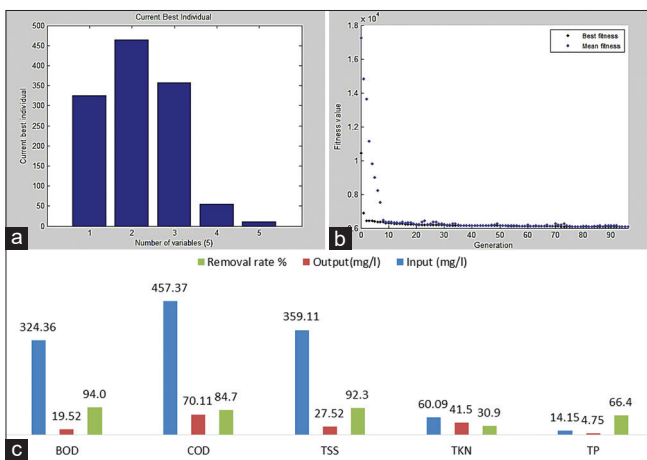 Current Best Individual
500
450
400
350
300
250
200
150
100
50
0
Current best individual
1 2 3 4 5
Number of variables (5)
a
x 10^4
1.8
1.6
1.4
1.2
1
0.8
0.6
Fitness value
Best fitness
Mean fitness
0 10 20 30 40 50 60 70 80 90
Generation
b
Removal rate % Output(mg/l) Input (mg/l)
324.36 19.52 94.0
457.37 70.11 84.7
359.11 27.52 92.3
60.09 41.5 30.9
14.15 4.75 66.4
BOD COD TSS TKN TP
c